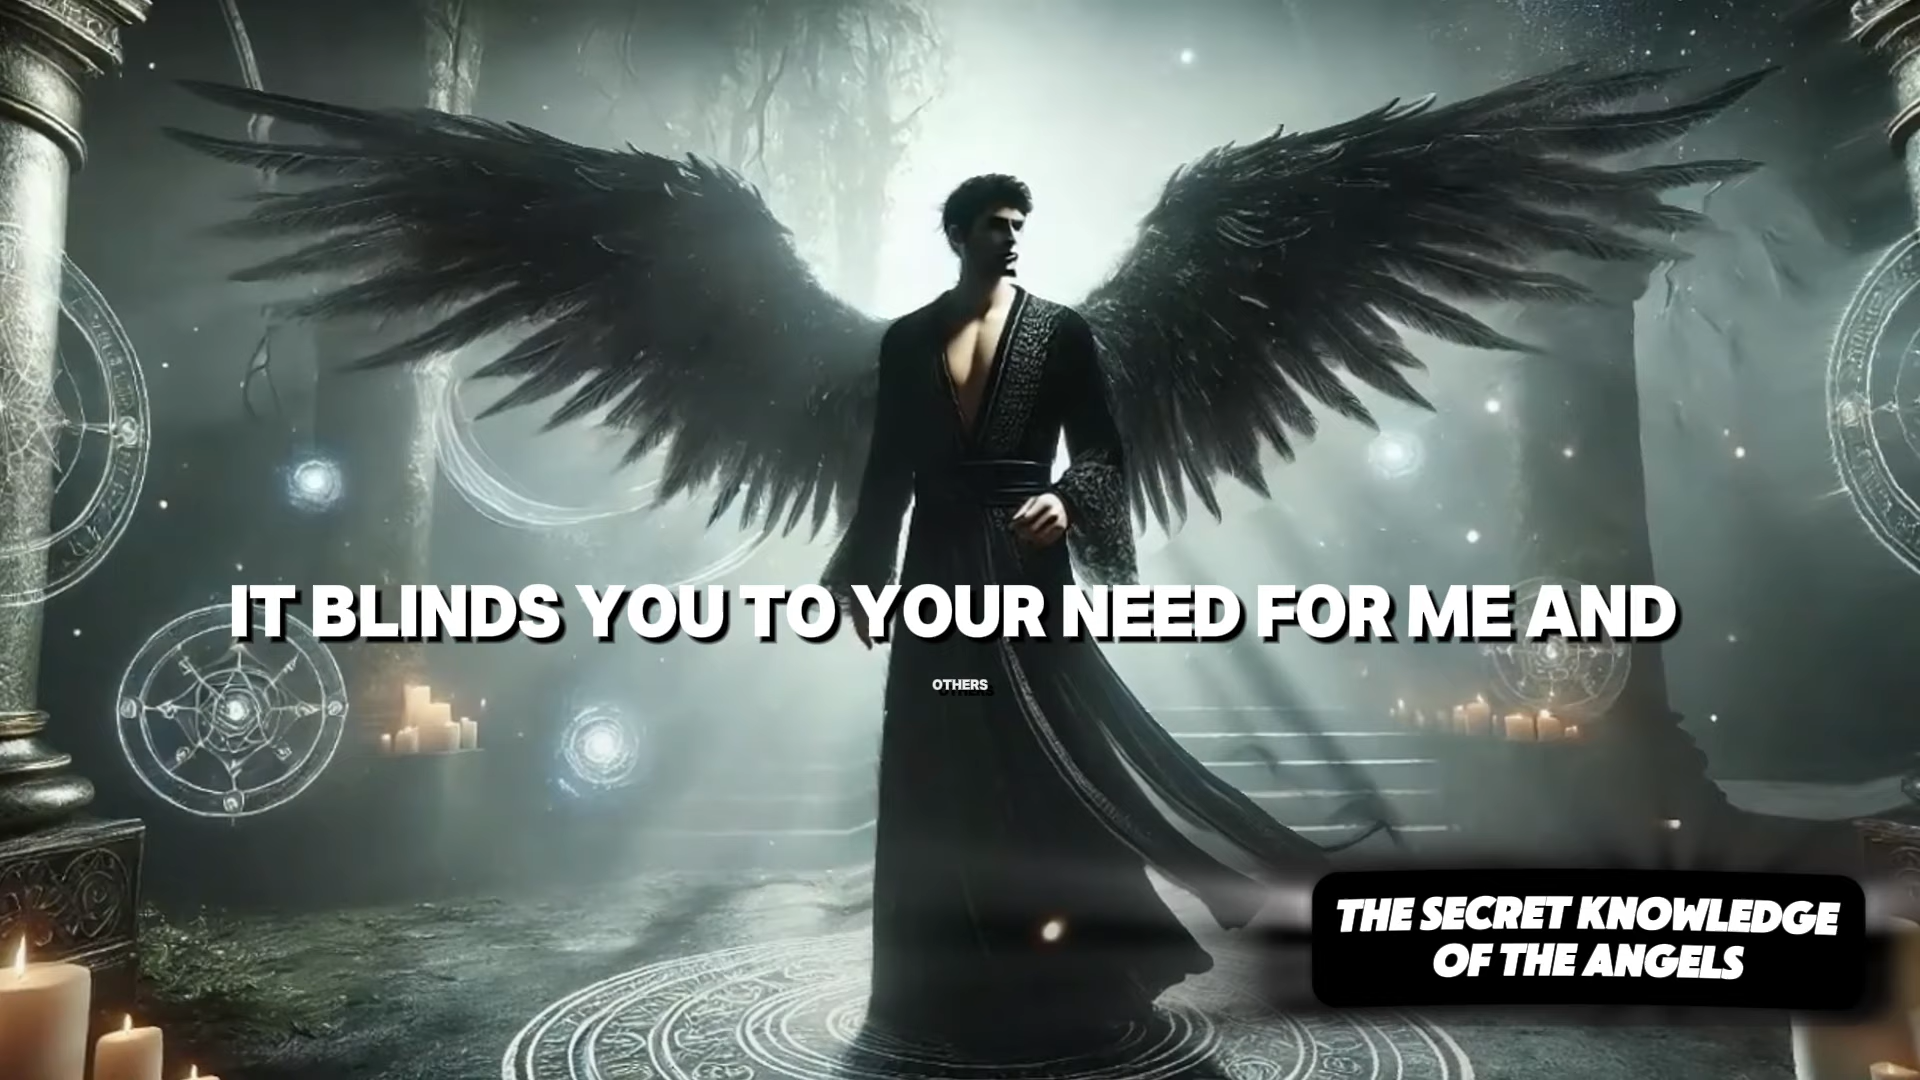 IT BLINDS YOU TO YOUR NEED FOR ME AND
OTHERS
THE SECRET KNOWLEDGE
OF THE ANGELS